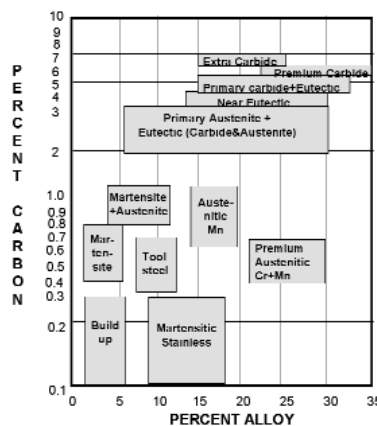 PERCENT CARBON
10
9
8
7
6
5
4
3
2
1.0
0.9
0.8
0.7
0.6
0.5
0.4
0.3
0.2
0.1
Extra Carbide
Premium Carbide
Primary carbide+Eutectic
Near Eutectic
Primary Austenite +
Eutectic (Carbide&Austenite)
Martensite
+Austenite
Auste-
nitic
Mn
Mar-
ten-
site
Tool
steel
Premium
Austenitic
Cr+Mn
Build
up
Martensitic
Stainless
0 5 10 15 20 25 30 35
PERCENT ALLOY